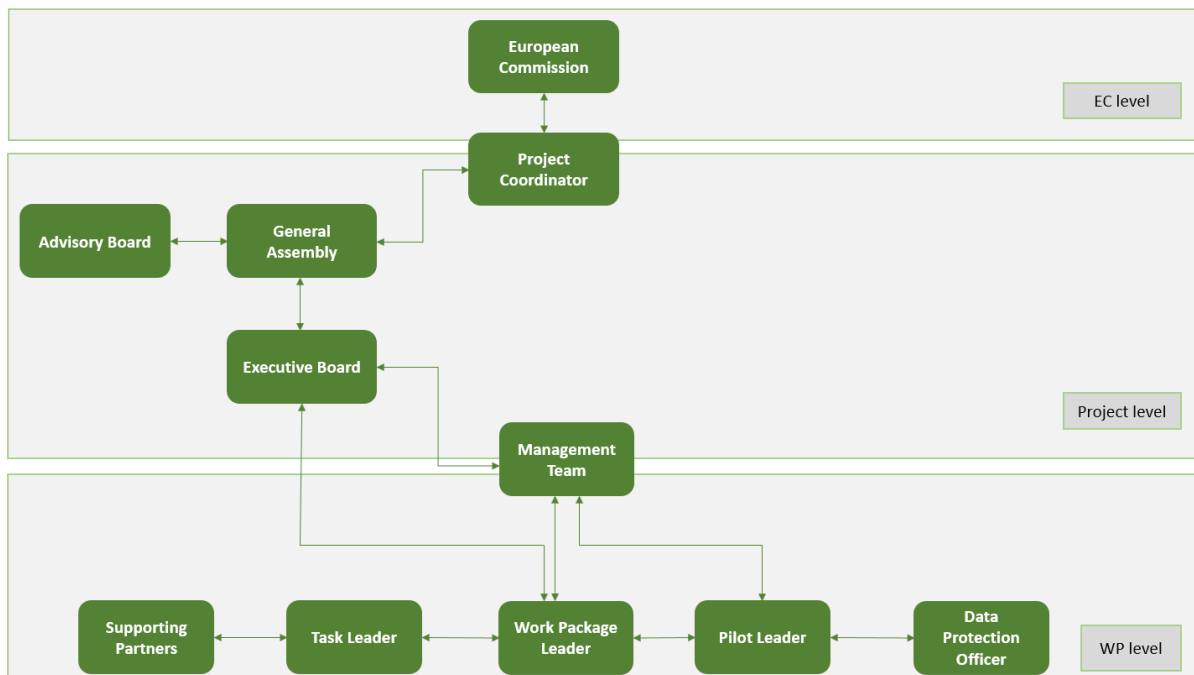 European
Commission
EC level
Project
Coordinator
Advisory Board
General
Assembly
Executive Board
Project level
Management
Team
Supporting
Partners
Task Leader
Work Package
Leader
Pilot Leader
Data
Protection
Officer
WP level